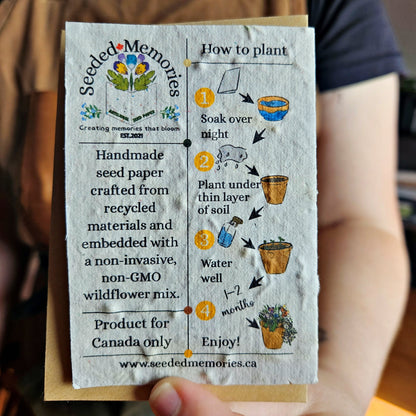 Seeded Memories
Creating memories that bloom
EST. 2021
Handmade
seed paper
crafted from
recycled
materials and
embedded with
a non-invasive,
non-GMO
wildflower mix.
Product for
Canada only
How to plant
1
Soak over
night
2
Plant under
thin layer
of soil
3
Water
well
1-2
months
4
Enjoy!
www.seededmemories.ca